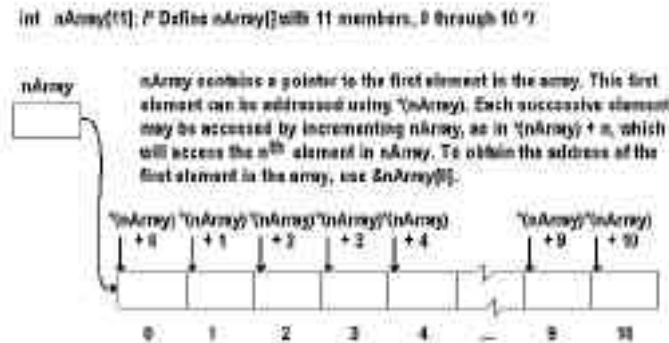 int nArray[11]; /* Define nArray[] with 11 members, 0 through 10 */
nArray
nArray contains a pointer to the first element in the array. This first
element can be addressed using *(nArray). Each successive element
may be accessed by incrementing nArray, as in *(nArray) + n, which
will access the nth element in nArray. To obtain the address of the
first element in the array, use &nArray[0].
*(nArray) *(nArray) *(nArray) *(nArray) *(nArray) *(nArray) *(nArray)
+ 0 + 1 + 2 + 3 + 4 + 9 + 10
0 1 2 3 4 ... 9 10